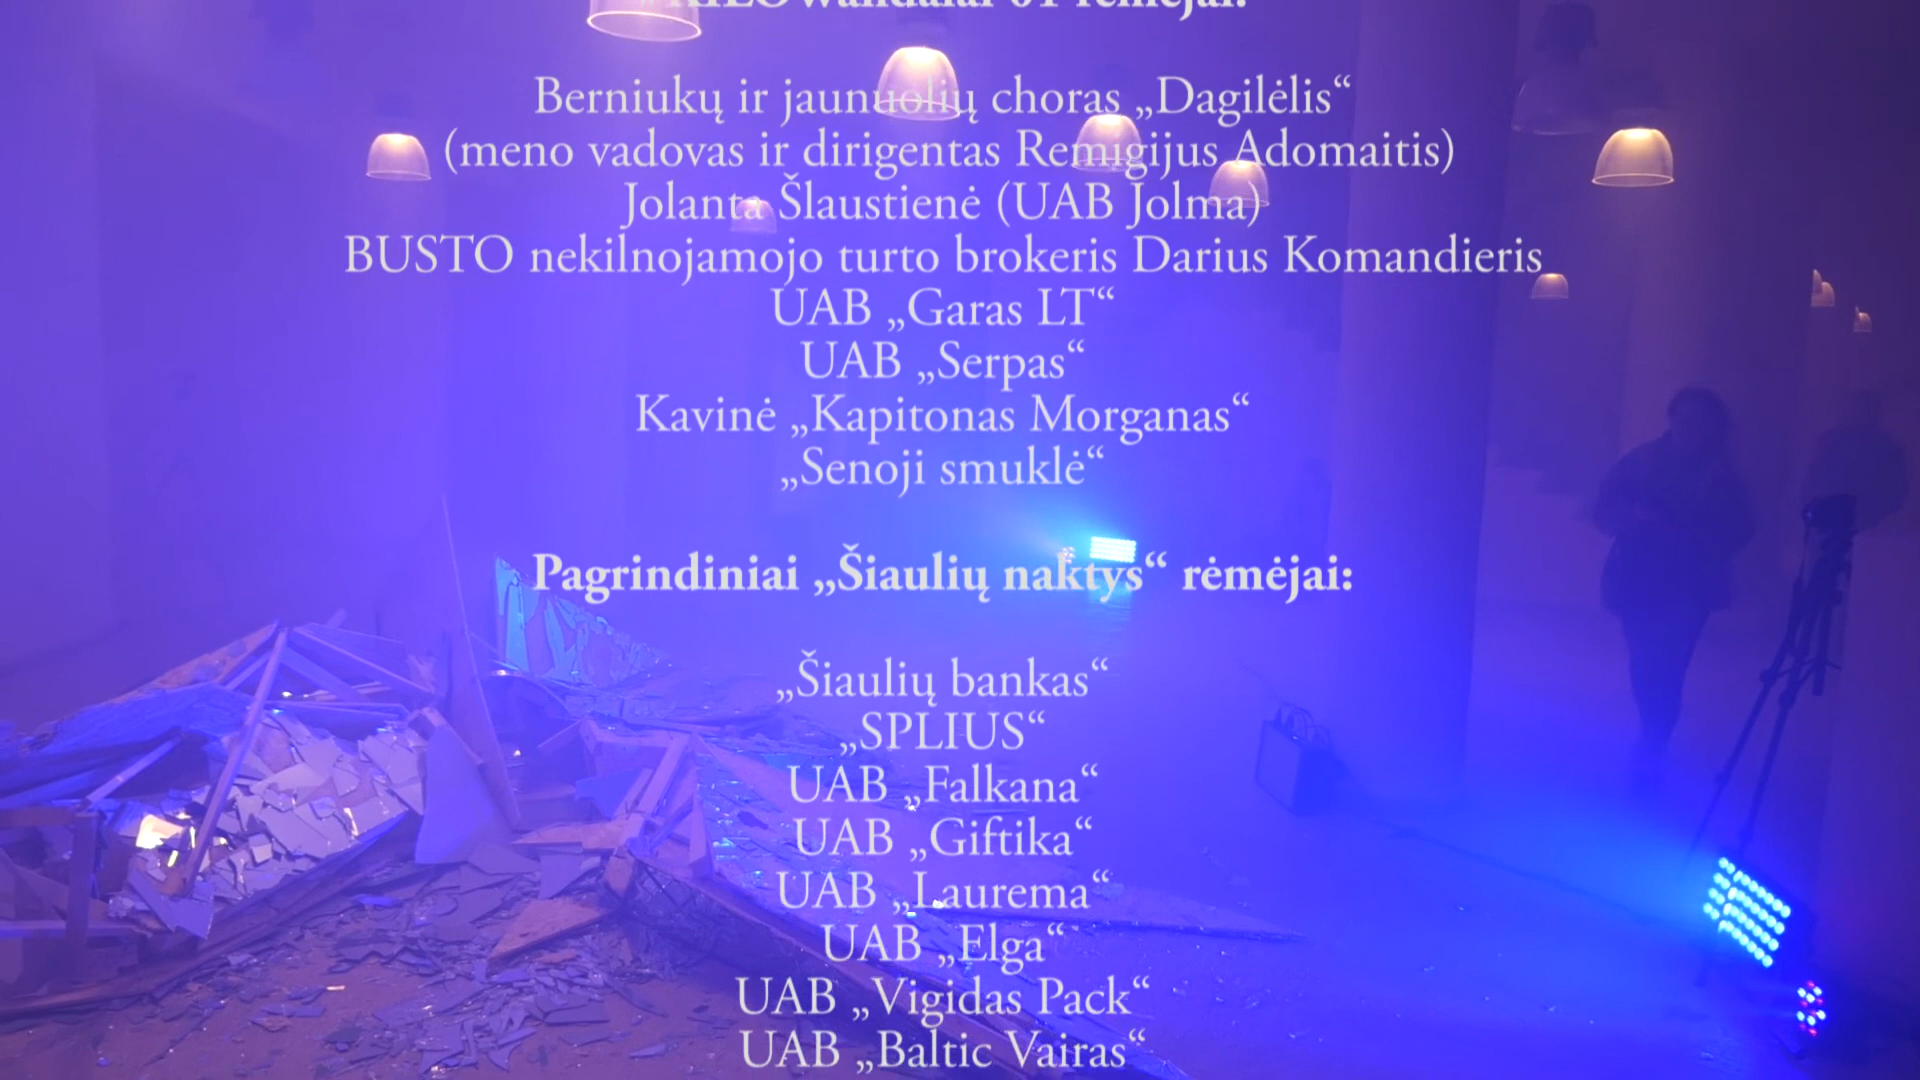 01 rėmėjai:
Berniukų ir jaunuolių choras „Dagilėlis“
(meno vadovas ir dirigentas Remigijus Adomaitis)
Jolanta Šlaustienė (UAB Jolma)
BUSTO nekilnojamojo turto brokeris Darius Komandieris
UAB „Garas LT“
UAB „Serpas“
Kavinė „Kapitonas Morganas“
„Senoji smuklė“
Pagrindiniai „Šiaulių naktys“ rėmėjai:
„Šiaulių bankas“
„SPLIUS“
UAB „Falkana“
UAB „Giftika“
UAB „Laurema“
UAB „Elga“
UAB „Vigidas Pack“
UAB „Baltic Vairas“